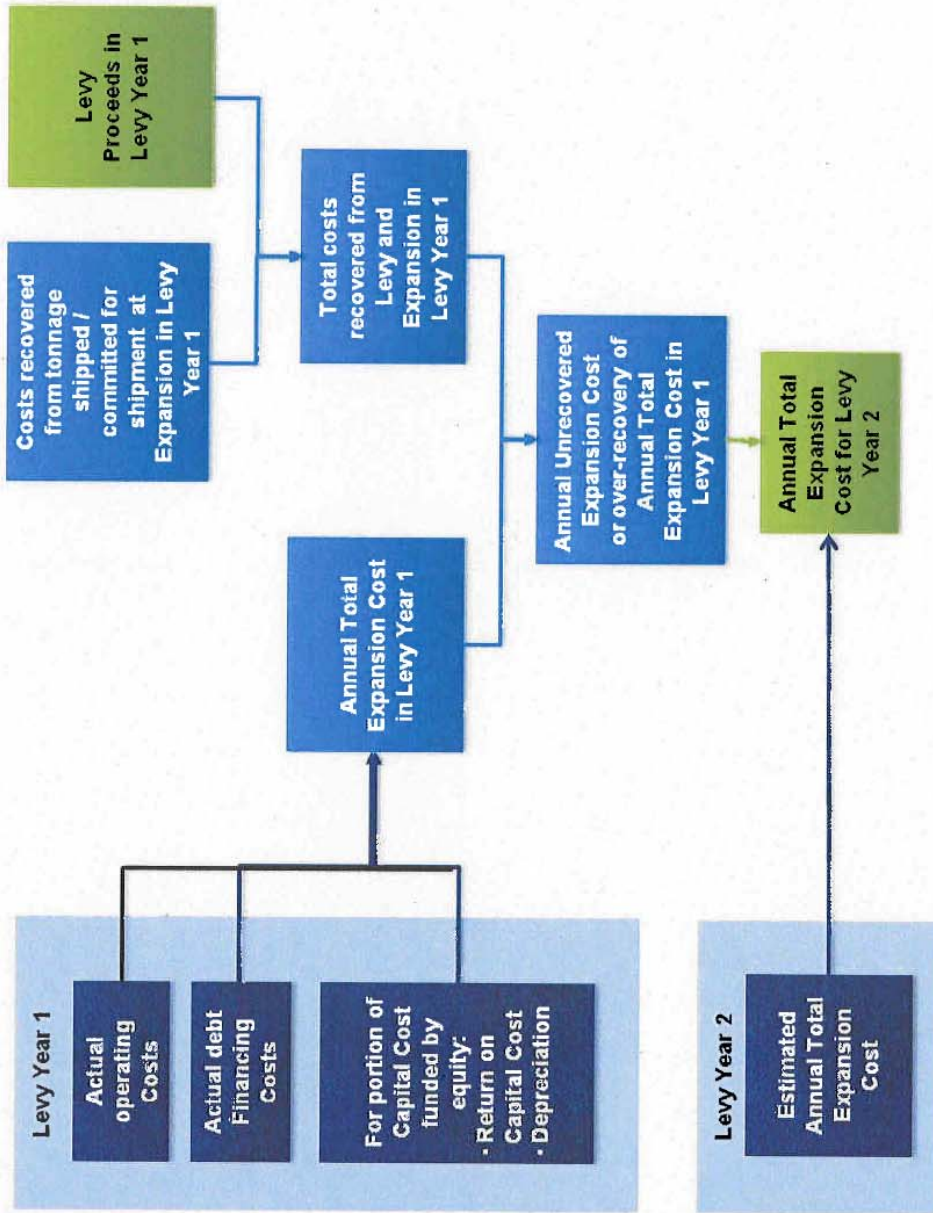 Levy Year 1
Actual
operating
Costs
Actual debt
Financing
Costs
For portion of
Capital Cost
funded by
equity:
· Return on
Capital Cost
· Depreciation
Annual Total
Expansion Cost
in Levy Year 1
Costs recovered
from tonnage
shipped /
committed for
shipment at
Expansion in Levy
Year 1
Levy
Proceeds in
Levy Year 1
Total costs
recovered from
Levy and
Expansion in
Levy Year 1
Annual Unrecovered
Expansion Cost
or over-recovery of
Annual Total
Expansion Cost in
Levy Year 1
Levy Year 2
Estimated
Annual Total
Expansion
Cost
Annual Total
Expansion
Cost for Levy
Year 2